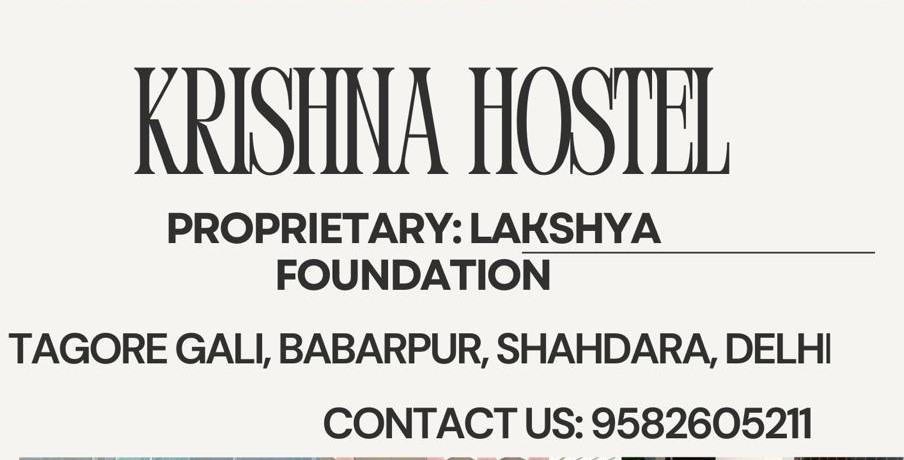 KRISHNA HOSTEL
PROPRIETARY: LAKSHYA
FOUNDATION
TAGORE GALI, BABARPUR, SHAHDARA, DELHI
CONTACT US: 9582605211